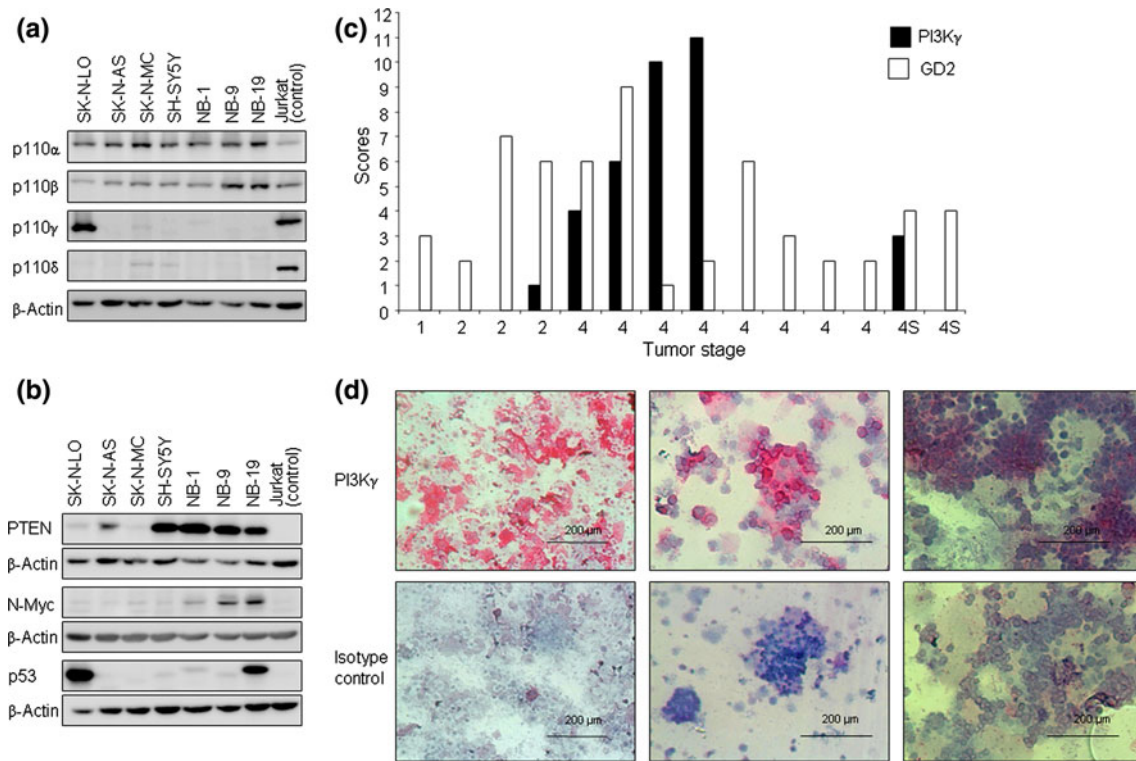 (a)
SK-N-LO
SK-N-AS
SK-N-MC
SH-SY5Y
NB-1
NB-9
NB-19
Jurkat
(control)
p110α
p110β
p110γ
p110δ
β-Actin
(b)
SK-N-LO
SK-N-AS
SK-N-MC
SH-SY5Y
NB-1
NB-9
NB-19
Jurkat
(control)
PTEN
β-Actin
N-Myc
β-Actin
p53
β-Actin
(c)
PI3Kγ
GD2
Scores
12
11
10
9
8
7
6
5
4
3
2
1
0
1 2 2 2 4 4 4 4 4 4 4 4 4S 4S
Tumor stage
(d)
PI3Kγ
200 µm
200 µm
200 µm
Isotype
control
200 µm
200 µm
200 µm